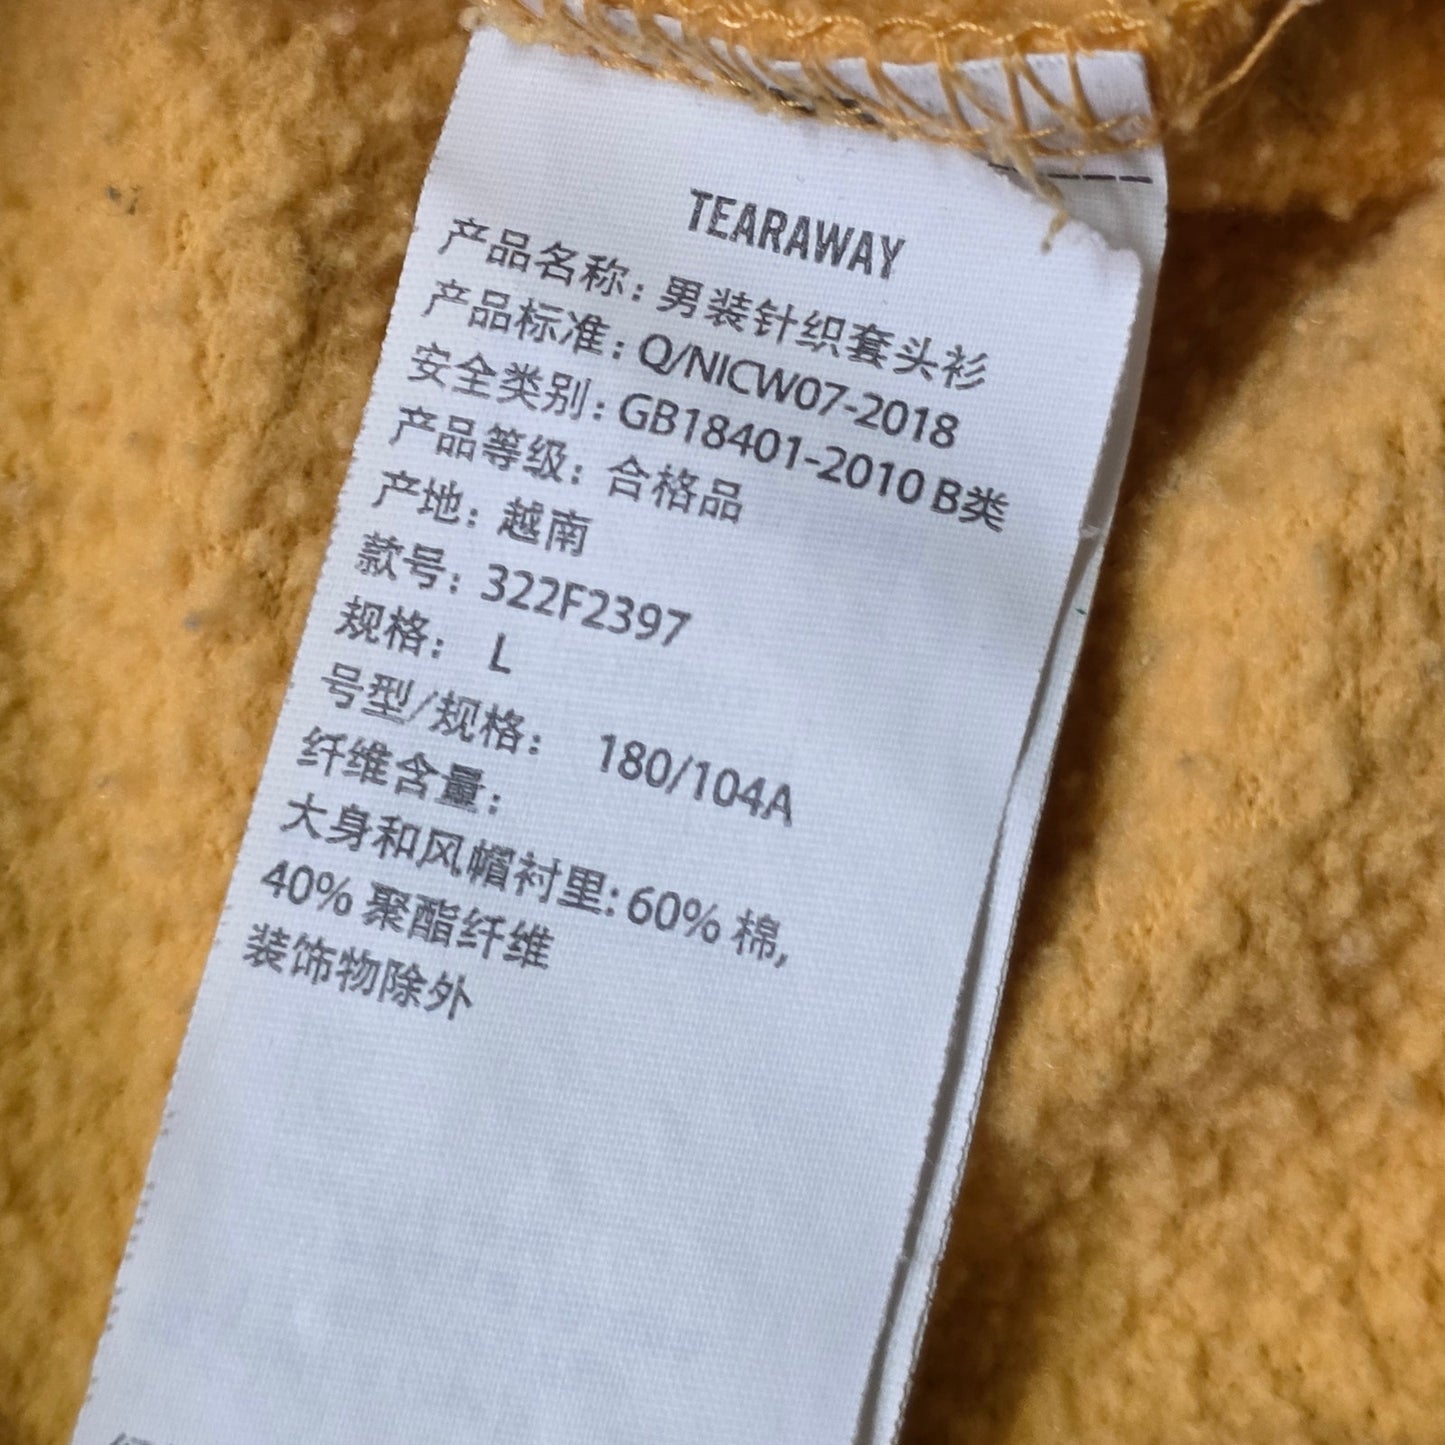 TEARAWAY
产品名称：男装针织套头衫
产品标准：Q/NICW07-2018
安全类别：GB18401-2010 B类
产品等级：合格品
产地：越南
款号：322F2397
规格： L
号型/规格： 180/104A
纤维含量：
大身和风帽衬里: 60% 棉,
40% 聚酯纤维
装饰物除外